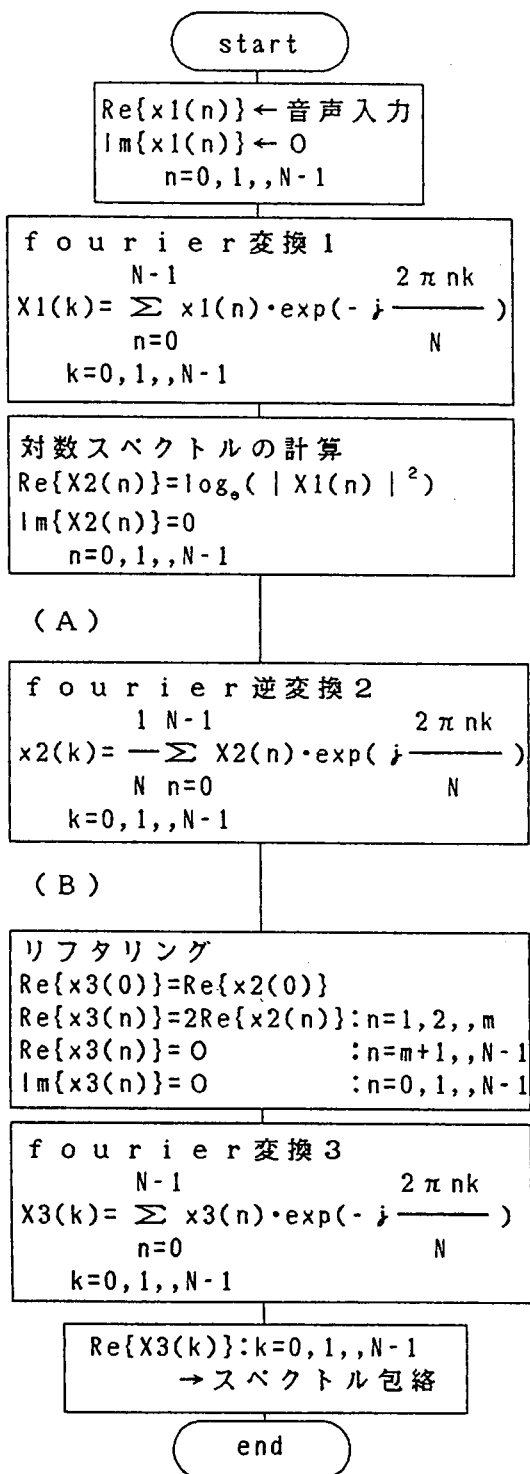 start
Re{x1(n)}←音声入力
Im{x1(n)}←0
n=0,1,,N-1
fourier変換1
N-1 2πnk
X1(k)= Σ x1(n)・exp(-j ─── )
n=0 N
k=0,1,,N-1
対数スペクトルの計算
Re{X2(n)}=logₑ(|X1(n)|²)
Im{X2(n)}=0
n=0,1,,N-1
(A)
fourier逆変換2
1 N-1 2πnk
x2(k)= ─ Σ X2(n)・exp( j ─── )
N n=0 N
k=0,1,,N-1
(B)
リフタリング
Re{x3(0)}=Re{x2(0)}
Re{x3(n)}=2Re{x2(n)}:n=1,2,,m
Re{x3(n)}=0 :n=m+1,,N-1
Im{x3(n)}=0 :n=0,1,,N-1
fourier変換3
N-1 2πnk
X3(k)= Σ x3(n)・exp(-j ─── )
n=0 N
k=0,1,,N-1
Re{X3(k)}:k=0,1,,N-1
→スペクトル包絡
end